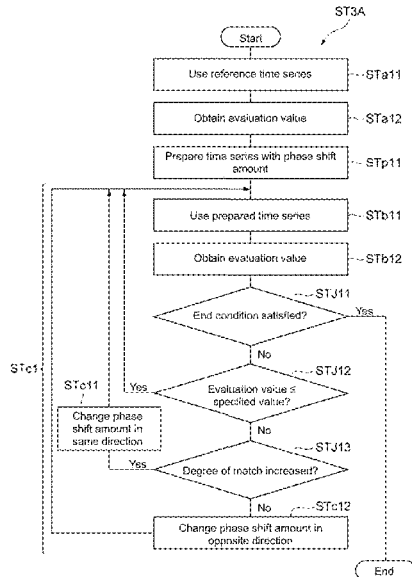 ST3A
Start
Use reference time series
STa11
Obtain evaluation value
STa12
Prepare time series with phase shift
amount
STp11
Use prepared time series
STb11
Obtain evaluation value
STb12
STJ11
End condition satisfied?
Yes
No
STJ12
STc1
STc11
Evaluation value ≤
specified value?
Yes
Change phase
shift amount in
same direction
No
STJ13
Degree of match increased?
Yes
No
STc12
Change phase shift amount in
opposite direction
End